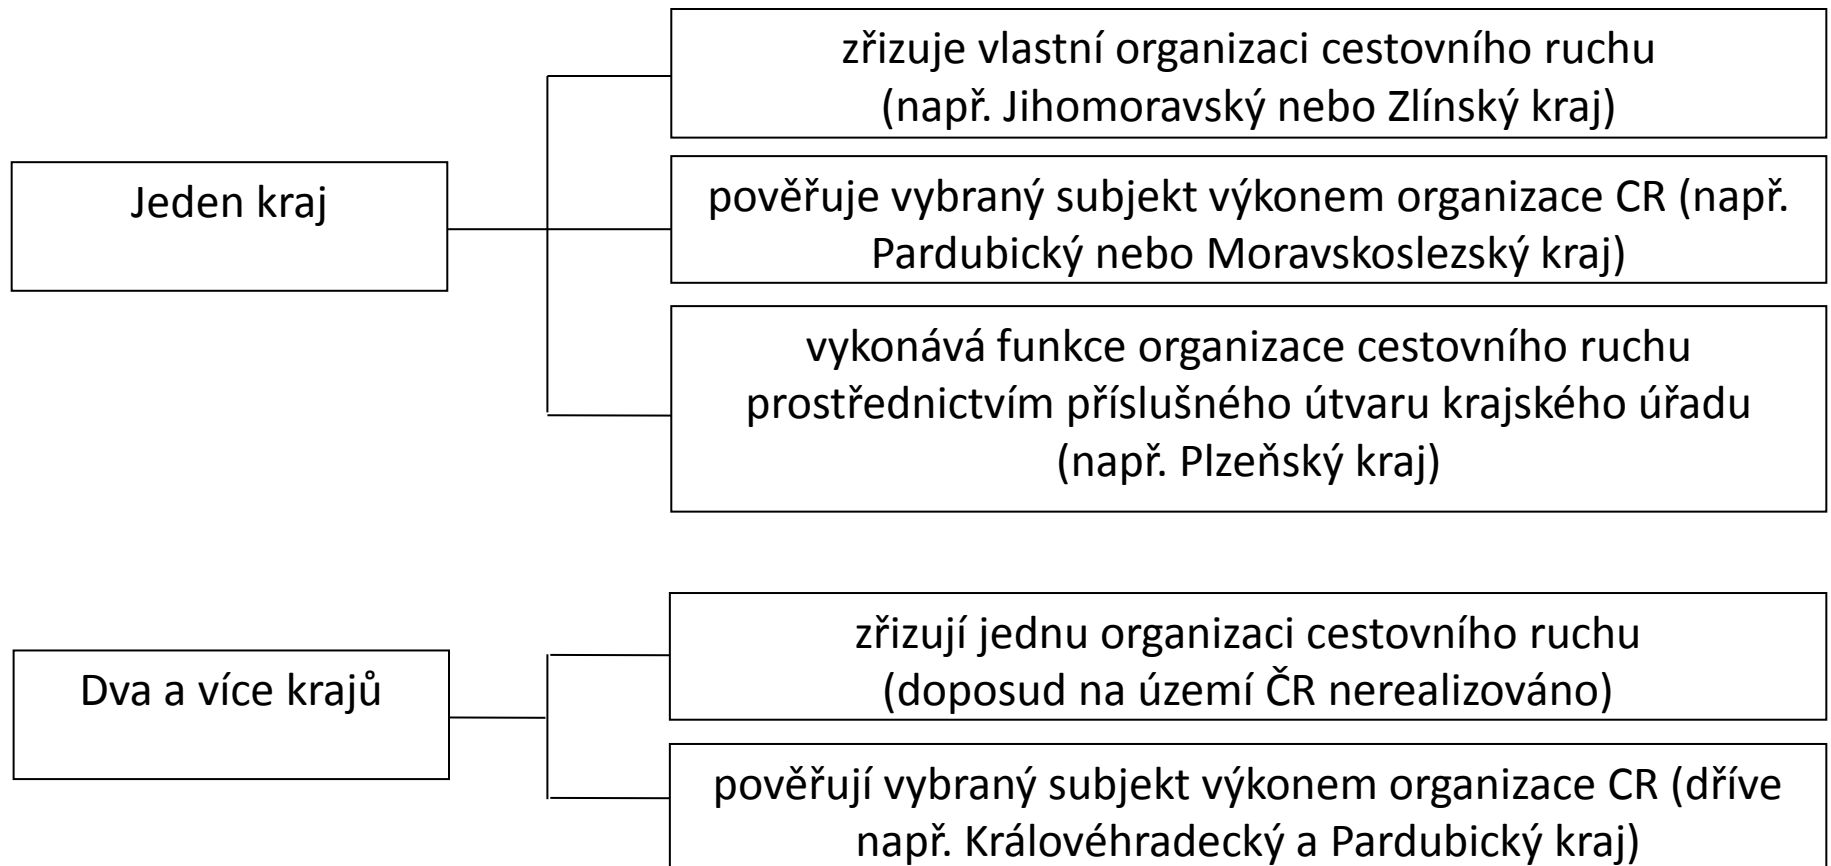 zřizuje vlastní organizaci cestovního ruchu
(např. Jihomoravský nebo Zlínský kraj)
Jeden kraj
pověřuje vybraný subjekt výkonem organizace CR (např.
Pardubický nebo Moravskoslezský kraj)
vykonává funkce organizace cestovního ruchu
prostřednictvím příslušného útvaru krajského úřadu
(např. Plzeňský kraj)
Dva a více krajů
zřizují jednu organizaci cestovního ruchu
(doposud na území ČR nerealizováno)
pověřují vybraný subjekt výkonem organizace CR (dříve
např. Královéhradecký a Pardubický kraj)